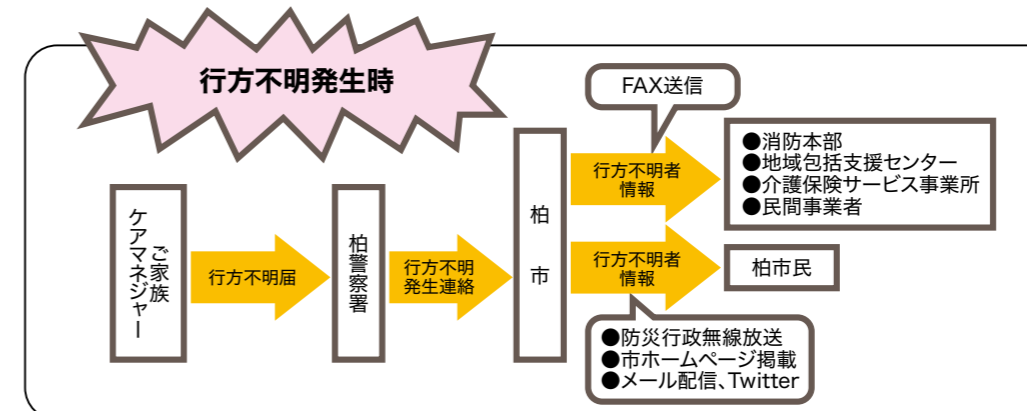 行方不明発生時
ご家族
ケアマネジャー
行方不明届
柏警察署
行方不明
発生連絡
柏市
FAX送信
行方不明者
情報
●消防本部
●地域包括支援センター
●介護保険サービス事業所
●民間事業者
行方不明者
情報
柏市民
●防災行政無線放送
●市ホームページ掲載
●メール配信、Twitter